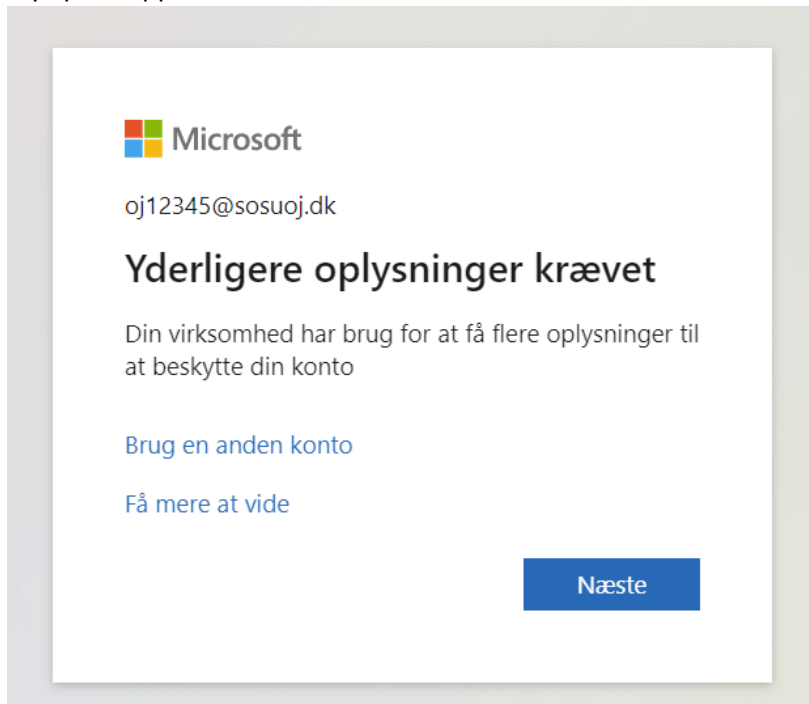 Microsoft
oj12345@sosuoj.dk
Yderligere oplysninger krævet
Din virksomhed har brug for at få flere oplysninger til
at beskytte din konto
Brug en anden konto
Få mere at vide
Næste